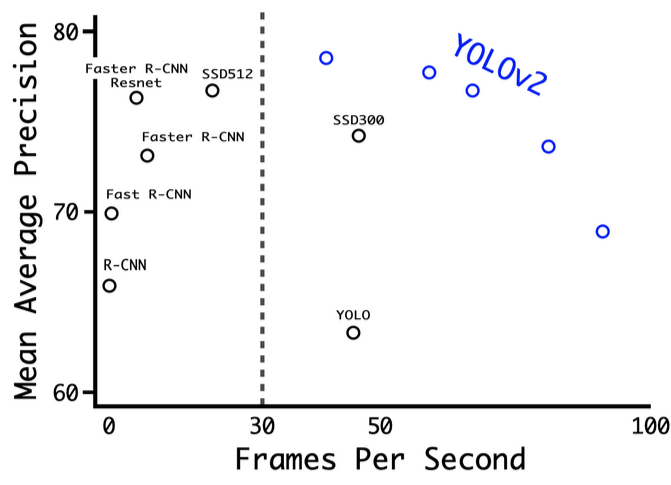 80
YOLOv2
Faster R-CNN
Resnet
SSD512
SSD300
Faster R-CNN
Mean Average Precision
70
Fast R-CNN
R-CNN
YOLO
60
0
30
50
100
Frames Per Second